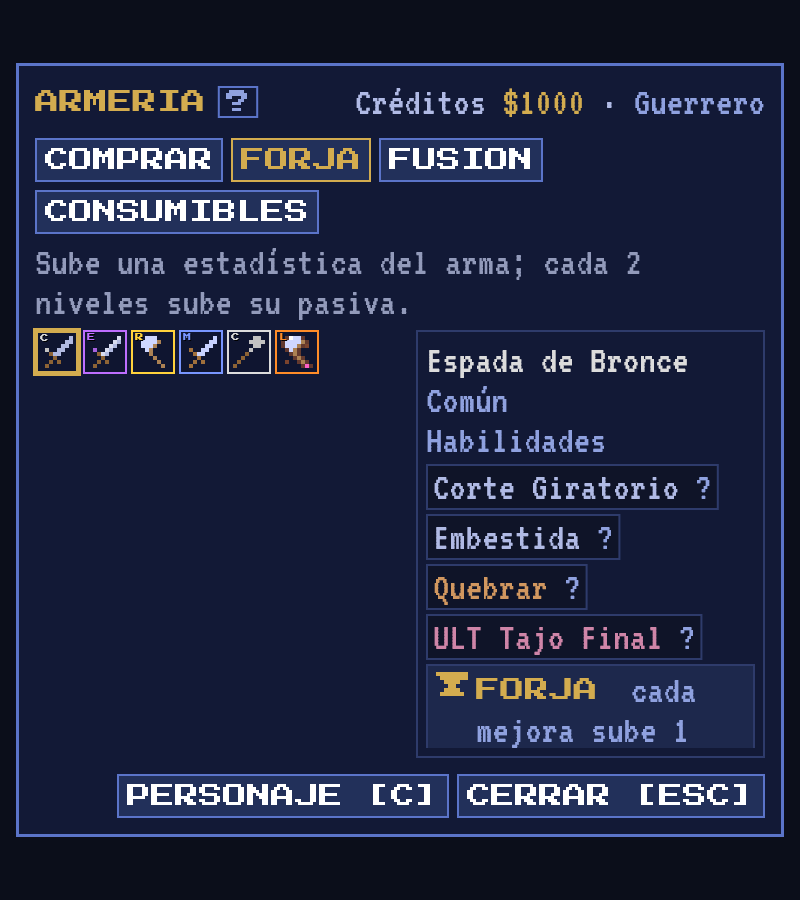 ARMERIA ? Créditos $1000 · Guerrero
COMPRAR FORJA FUSION
CONSUMIBLES
Sube una estadística del arma; cada 2
niveles sube su pasiva.
C E R M C L
Espada de Bronce
Común
Habilidades
Corte Giratorio ?
Embestida ?
Quebrar ?
ULT Tajo Final ?
FORJA cada
mejora sube 1
PERSONAJE [C] CERRAR [ESC]